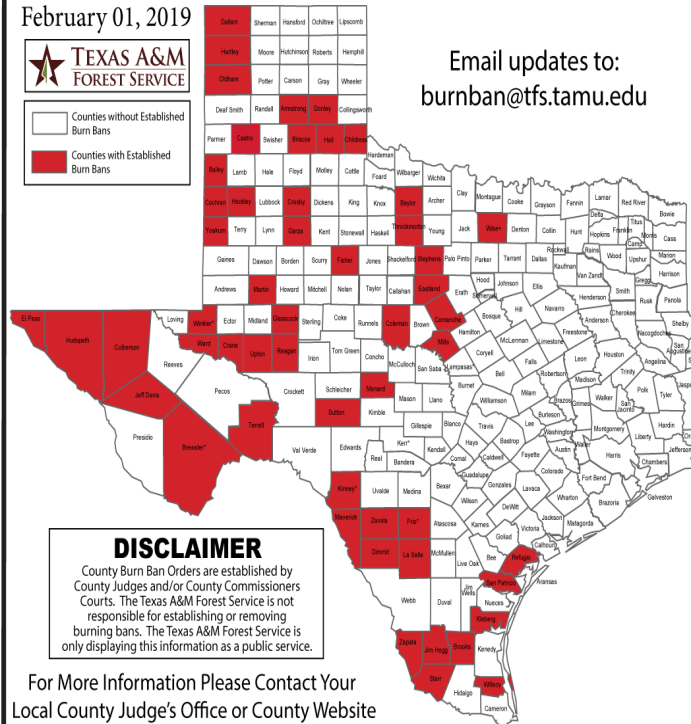 February 01, 2019
TEXAS A&M
FOREST SERVICE
Counties without Established
Burn Bans
Counties with Established
Burn Bans
Email updates to:
burnban@tfs.tamu.edu
Dallam Sherman Hansford Ochiltree Lipscomb
Hartley Moore Hutchinson Roberts Hemphill
Oldham Potter Carson Gray Wheeler
Deaf Smith Randall Armstrong Donley Collingsworth
Parmer Castro Swisher Briscoe Hall Childress
Hardeman
Bailey Lamb Hale Floyd Motley Cottle Foard Wilbarger Wichita
Cochran Hockley Lubbock Crosby Dickens King Knox Baylor Archer Clay Montague Cooke Grayson Fannin Lamar Red River Bowie
Delta Titus Franklin Morris Cass
Yoakum Terry Lynn Garza Kent Stonewall Haskell Throckmorton Young Jack Wise* Denton Collin Hunt Hopkins Camp
Rockwall Rains Wood Upshur Marion
Gaines Dawson Borden Scurry Fisher Jones Shackelford Stephens Palo Pinto Parker Tarrant Dallas Kaufman Van Zandt Gregg Harrison
Andrews Martin Howard Mitchell Nolan Taylor Callahan Eastland Erath Hood Somervell Johnson Ellis Henderson Smith Rusk Panola
El Paso Hudspeth Culberson Loving Winkler* Ector Midland Glasscock Sterling Coke Runnels Coleman Brown Comanche Hamilton Bosque Hill Navarro Freestone Anderson Cherokee Nacogdoches Shelby
Reeves Ward Crane Upton Reagan Irion Tom Green Concho McCulloch San Saba Mills Lampasas Coryell McLennan Limestone Falls Leon Houston Angelina San Augustine
Jeff Davis Pecos Crockett Schleicher Menard Mason Llano Burnet Bell Robertson Madison Trinity Polk Tyler Jasper
Presidio Brewster* Terrell Sutton Kimble Gillespie Blanco Williamson Milam Brazos Grimes Walker San Jacinto Hardin
Val Verde Edwards Real Kerr* Bandera Kendall Comal Hays Travis Bastrop Lee Burleson Washington Waller Montgomery Liberty Jefferson
Caldwell Fayette Austin Harris Chambers
Kinney* Uvalde Medina Bexar Guadalupe Gonzales Colorado Fort Bend Galveston
Maverick Zavala Frio* Atascosa Wilson Karnes DeWitt Lavaca Wharton Brazoria
Dimmit La Salle McMullen Live Oak Bee Goliad Victoria Jackson Matagorda
Calhoun
Refugio
Webb Duval Jim Wells San Patricio Aransas
Nueces
Kleberg
Zapata Jim Hogg Brooks Kenedy
Starr Hidalgo Willacy
Cameron
DISCLAIMER
County Burn Ban Orders are established by
County Judges and/or County Commissioners
Courts. The Texas A&M Forest Service is not
responsible for establishing or removing
burning bans. The Texas A&M Forest Service is
only displaying this information as a public service.
For More Information Please Contact Your
Local County Judge's Office or County Website